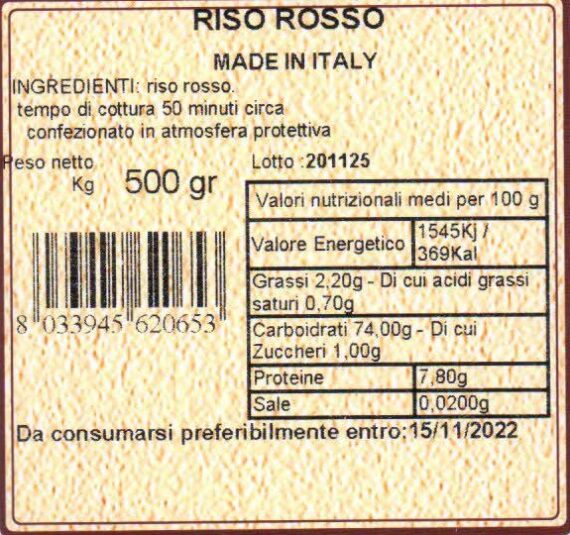 RISO ROSSO
MADE IN ITALY
INGREDIENTI: riso rosso.
tempo di cottura 50 minuti circa
confezionato in atmosfera protettiva
Peso netto
Kg 500 gr
Lotto :201125
Valori nutrizionali medi per 100 g
Valore Energetico
1545Kj /
369Kal
Grassi 2,20g - Di cui acidi grassi
saturi 0,70g
Carboidrati 74,00g - Di cui
Zuccheri 1,00g
Proteine 7,80g
Sale 0,0200g
8 033945 620653
Da consumarsi preferibilmente entro:15/11/2022